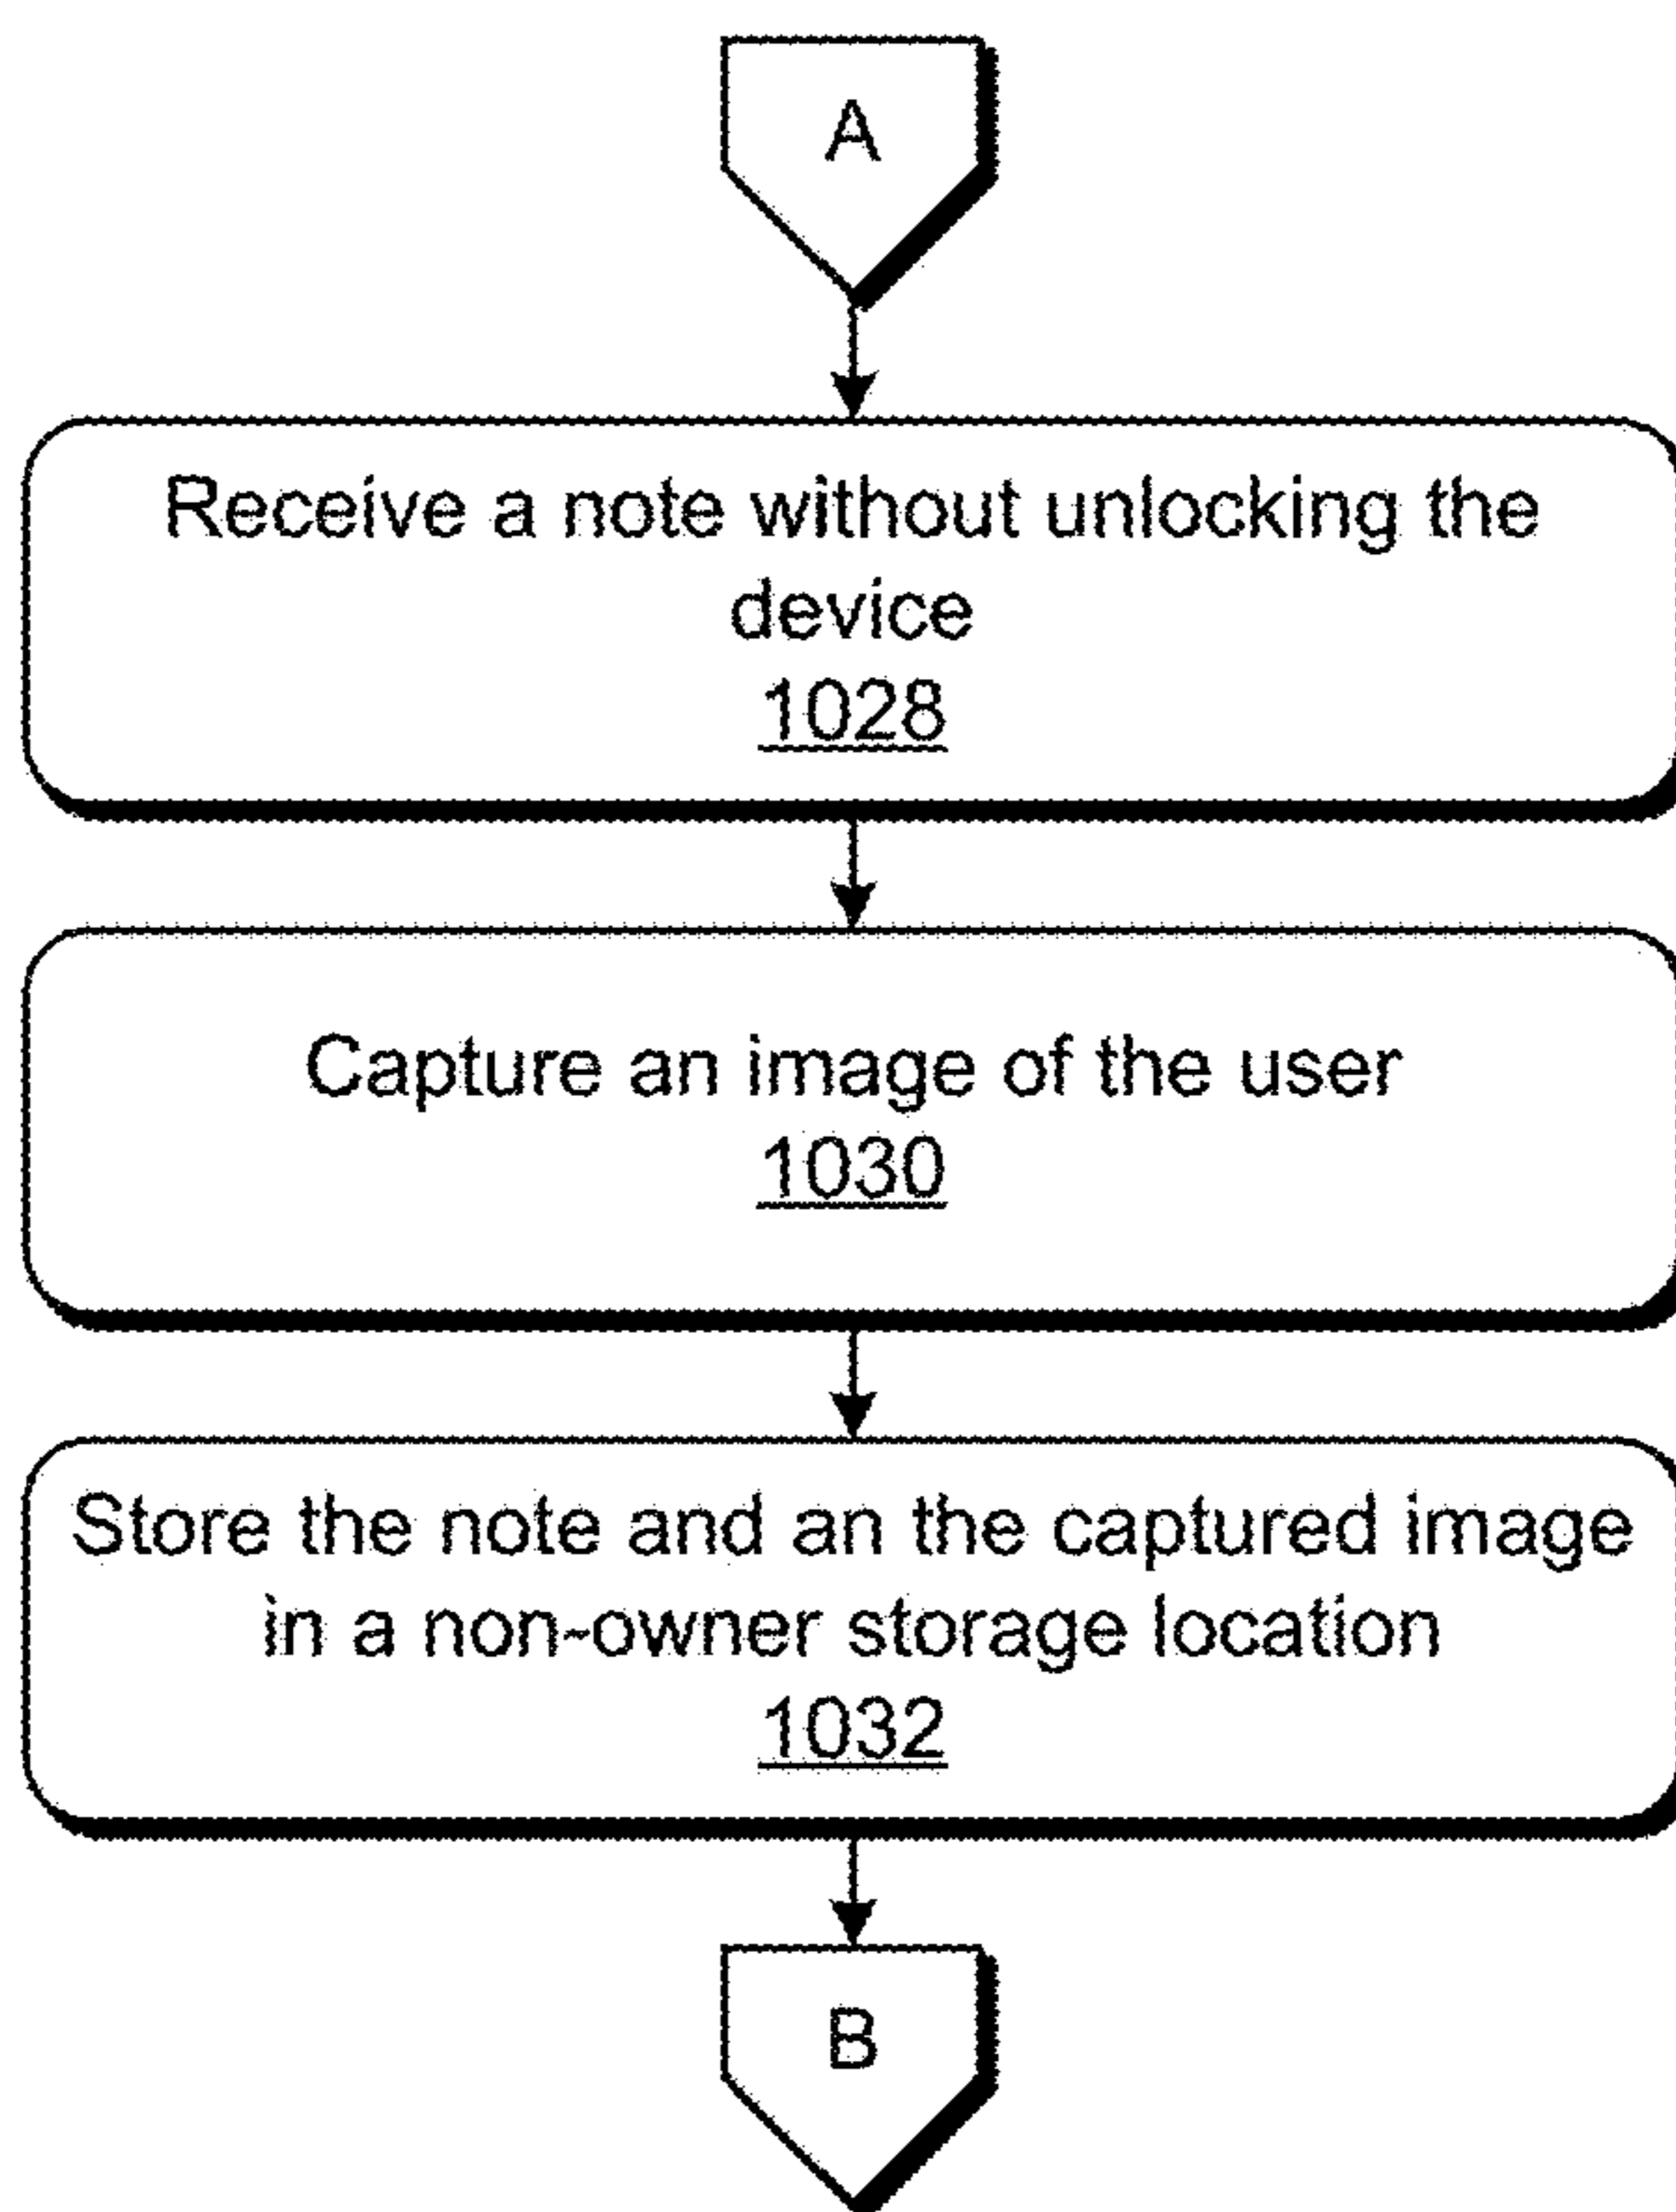 A
Receive a note without unlocking the
device
1028
Capture an image of the user
1030
Store the note and an the captured image
in a non-owner storage location
1032
B